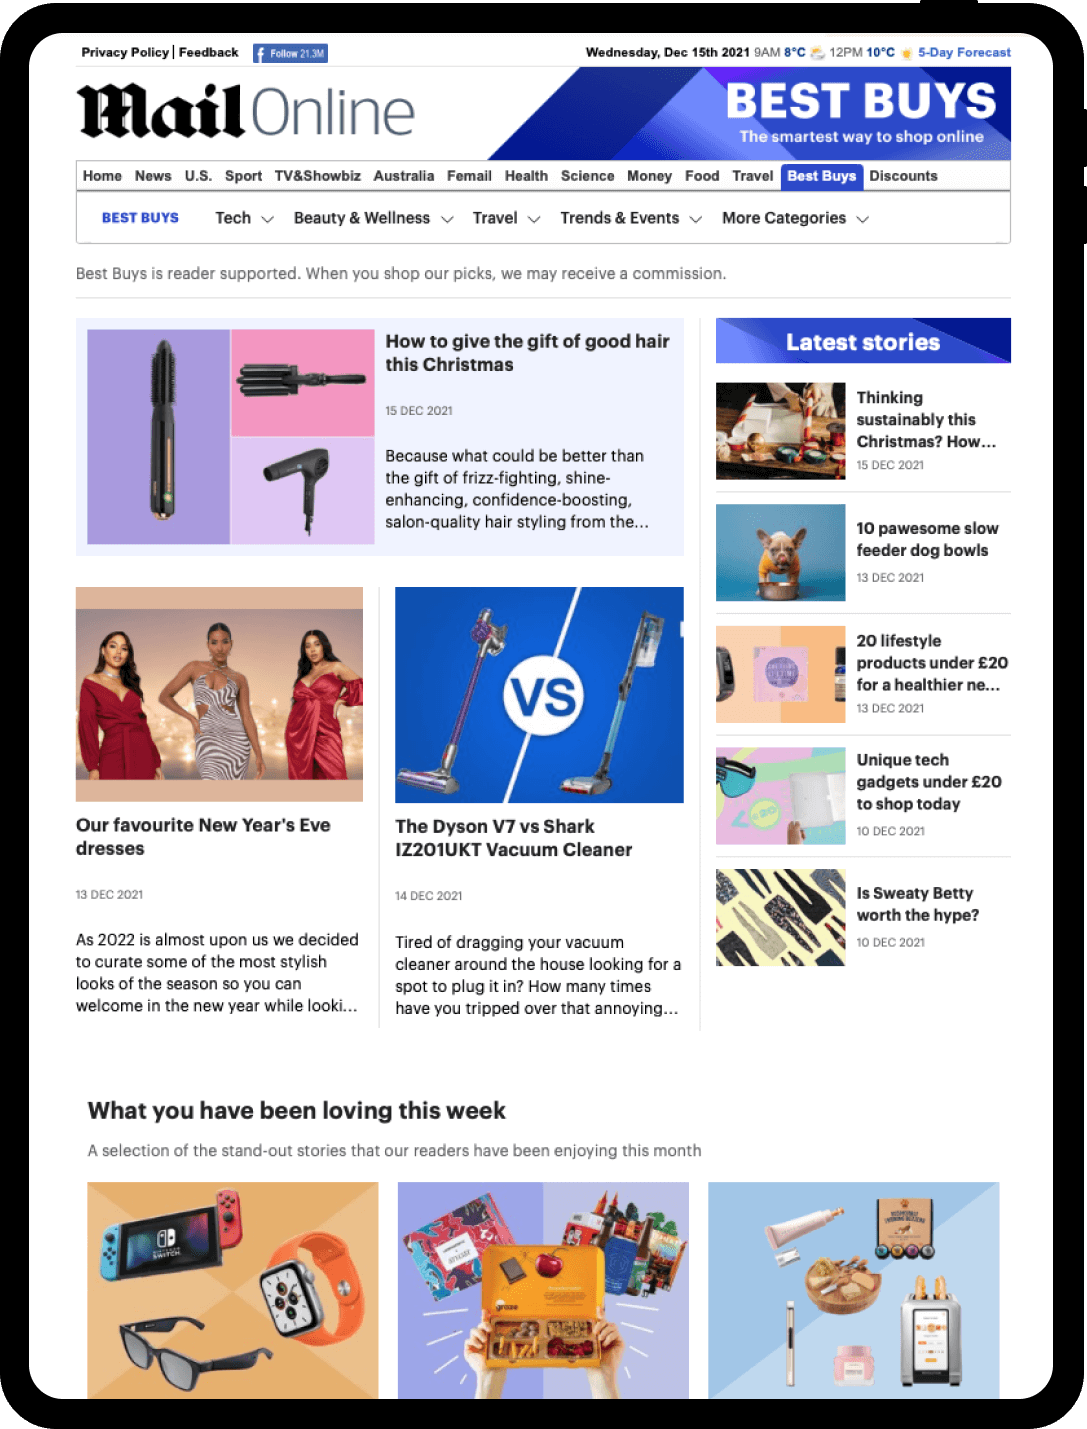 Privacy Policy | Feedback
Follow 21.3M
Wednesday, Dec 15th 2021 9AM 8°C 12PM 10°C 5-Day Forecast
Mail Online
BEST BUYS
The smartest way to shop online
Home News U.S. Sport TV&Showbiz Australia Femail Health Science Money Food Travel Best Buys Discounts
BEST BUYS Tech Beauty & Wellness Travel Trends & Events More Categories
Best Buys is reader supported. When you shop our picks, we may receive a commission.
How to give the gift of good hair
this Christmas
15 DEC 2021
Because what could be better than
the gift of frizz-fighting, shine-
enhancing, confidence-boosting,
salon-quality hair styling from the...
VS
Our favourite New Year's Eve
dresses
13 DEC 2021
As 2022 is almost upon us we decided
to curate some of the most stylish
looks of the season so you can
welcome in the new year while looki...
The Dyson V7 vs Shark
IZ201UKT Vacuum Cleaner
14 DEC 2021
Tired of dragging your vacuum
cleaner around the house looking for a
spot to plug it in? How many times
have you tripped over that annoying...
Latest stories
Thinking
sustainably this
Christmas? How...
15 DEC 2021
10 pawesome slow
feeder dog bowls
13 DEC 2021
20 lifestyle
products under £20
for a healthier ne...
13 DEC 2021
Unique tech
gadgets under £20
to shop today
10 DEC 2021
Is Sweaty Betty
worth the hype?
10 DEC 2021
What you have been loving this week
A selection of the stand-out stories that our readers have been enjoying this month
NINTENDO
SWITCH
graze